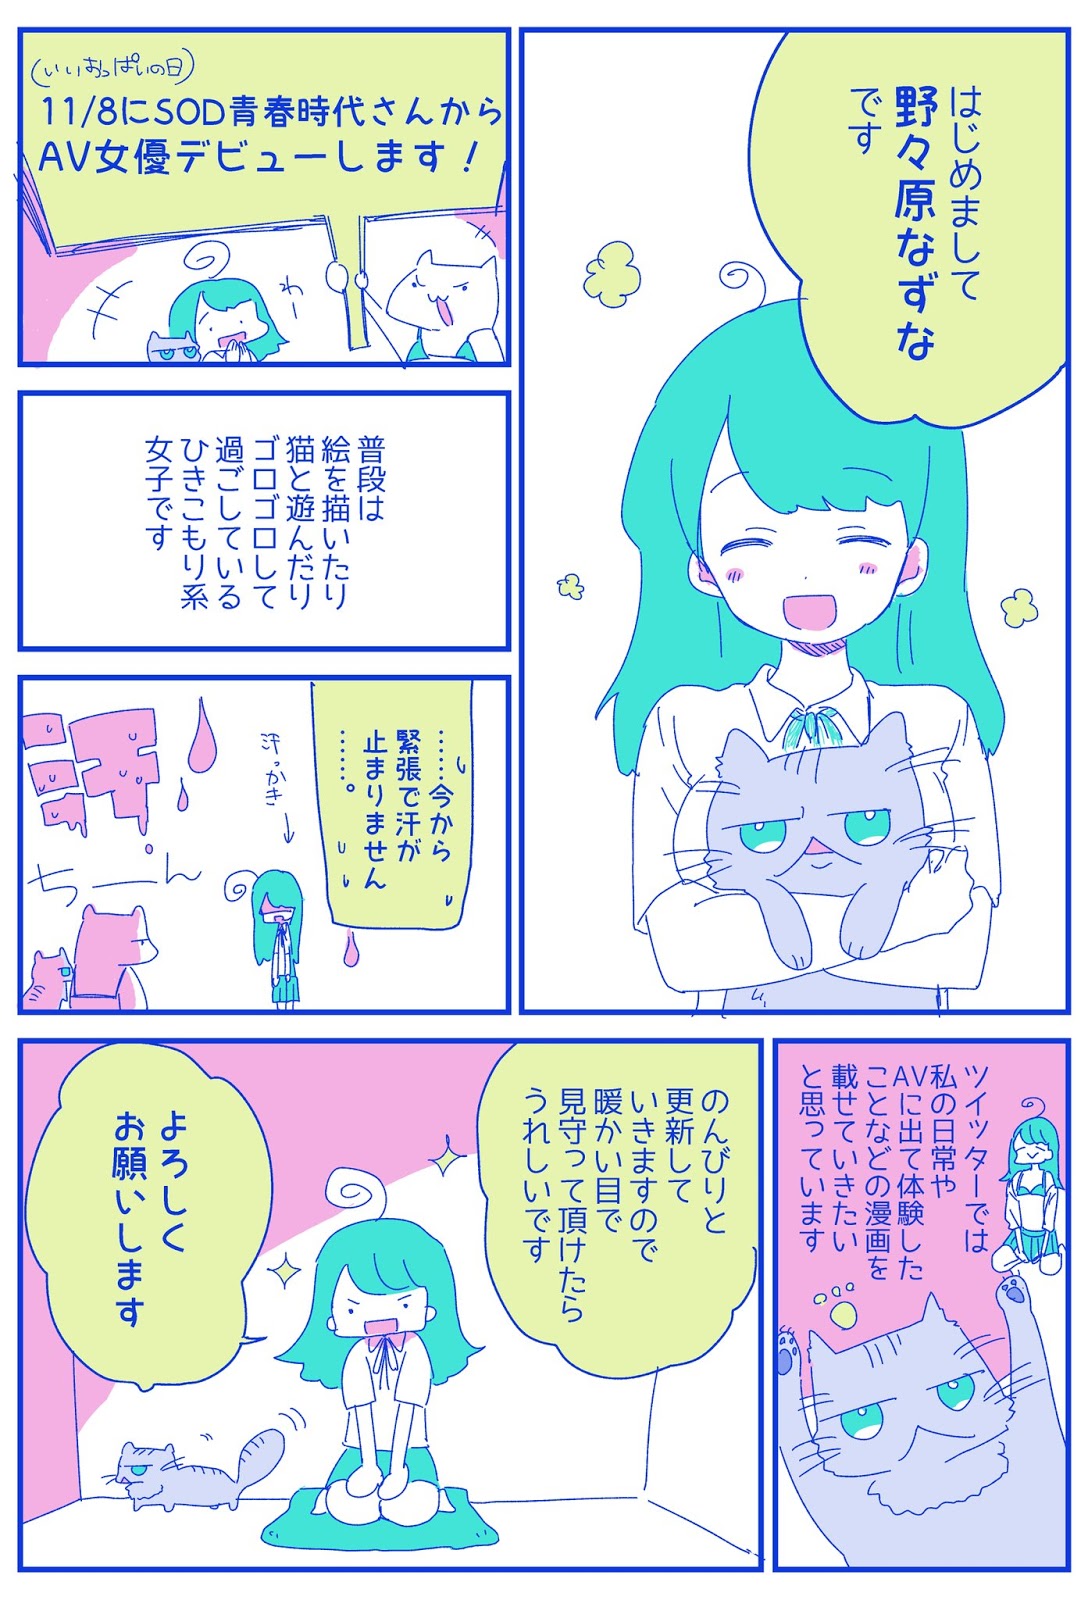 はじめまして
野々原なずな
です
(いいおっぱいの日)
11/8にSOD青春時代さんから
AV女優デビューします！
わー
普段は
絵を描いたり
猫と遊んだり
ゴロゴロして
過ごしている
ひきこもり系
女子です
……今から
緊張で汗が
止まりません
……。
汗っかき
汗
ちーん
ツイッターでは
私の日常や
AVに出て体験した
ことなどの漫画を
載せていきたい
と思っています
のんびりと
更新して
いきますので
暖かい目で
見守って頂けたら
うれしいです
よろしく
お願いします